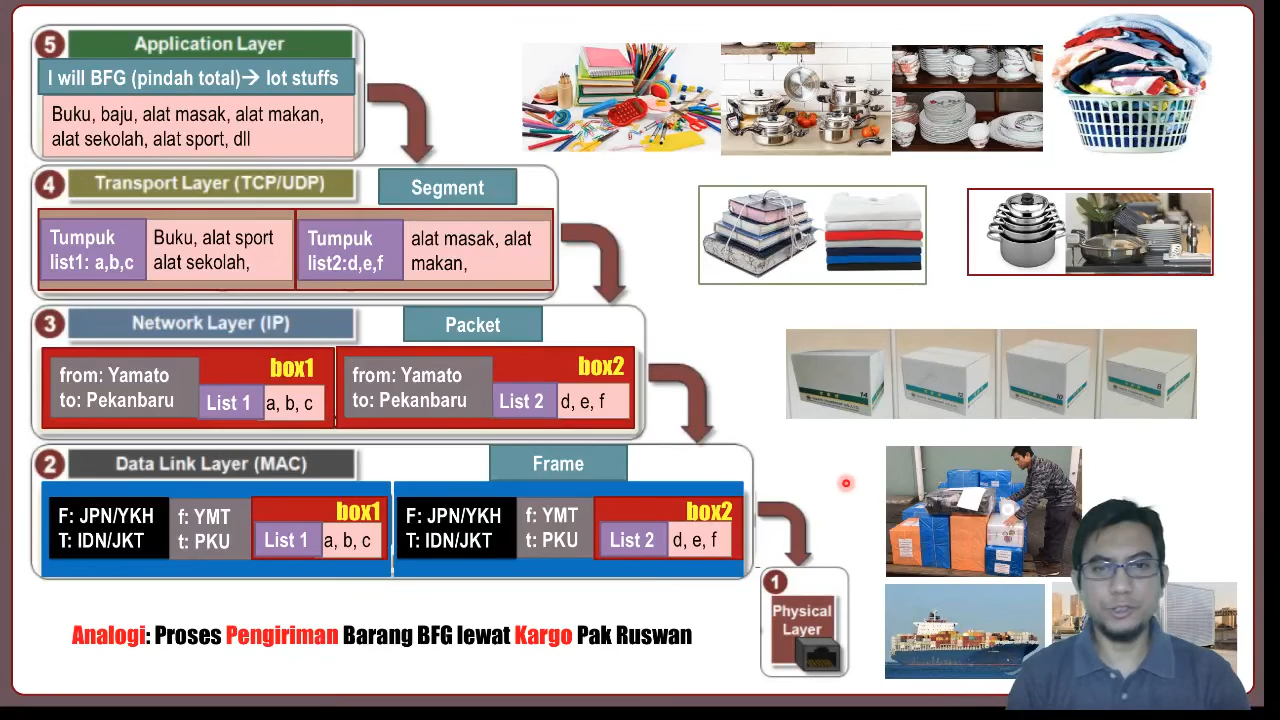 5
Application Layer
I will BFG (pindah total)→ lot stuffs
Buku, baju, alat masak, alat makan,
alat sekolah, alat sport, dll
4
Transport Layer (TCP/UDP)
Segment
Tumpuk
list1: a,b,c
Buku, alat sport
alat sekolah,
Tumpuk
list2:d,e,f
alat masak, alat
makan,
3
Network Layer (IP)
Packet
from: Yamato
to: Pekanbaru
box1
List 1
a, b, c
from: Yamato
to: Pekanbaru
box2
List 2
d, e, f
2
Data Link Layer (MAC)
Frame
F: JPN/YKH
T: IDN/JKT
f: YMT
t: PKU
box1
List 1
a, b, c
F: JPN/YKH
T: IDN/JKT
f: YMT
t: PKU
box2
List 2
d, e, f
1
Physical
Layer
Analogi: Proses Pengiriman Barang BFG lewat Kargo Pak Ruswan
14
12
10
8